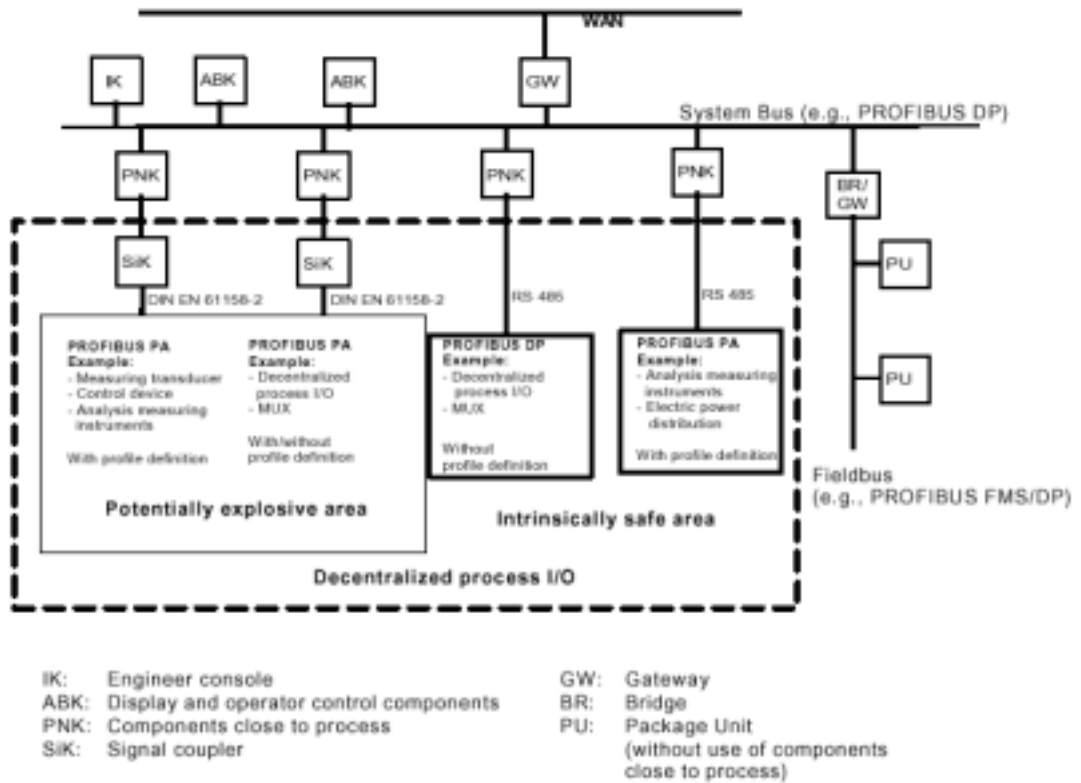 WAN
IK
ABK
ABK
GW
System Bus (e.g., PROFIBUS DP)
PNK
PNK
PNK
PNK
BR/
GW
SiK
SiK
PU
DIN EN 61158-2
DIN EN 61158-2
RS 485
RS 485
PROFIBUS PA
Example:
- Measuring transducer
- Control device
- Analysis measuring
instruments
With profile definition
PROFIBUS PA
Example:
- Decentralized
process I/O
- MUX
With/without
profile definition
PROFIBUS DP
Example:
- Decentralized
process I/O
- MUX
Without
profile definition
PROFIBUS PA
Example:
- Analysis measuring
instruments
- Electric power
distribution
With profile definition
PU
Fieldbus
(e.g., PROFIBUS FMS/DP)
Potentially explosive area
Intrinsically safe area
Decentralized process I/O
IK: Engineer console
ABK: Display and operator control components
PNK: Components close to process
SiK: Signal coupler
GW: Gateway
BR: Bridge
PU: Package Unit
(without use of components
close to process)